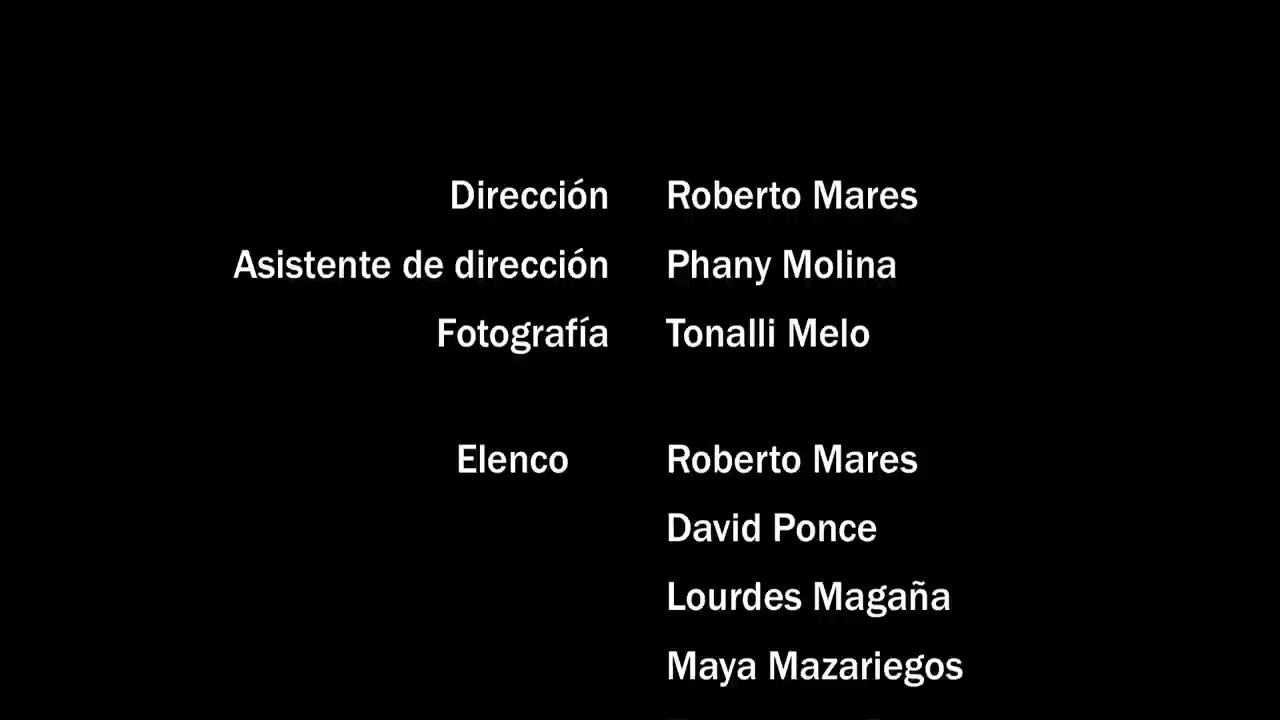 Dirección Roberto Mares
Asistente de dirección Phany Molina
Fotografía Tonalli Melo
Elenco Roberto Mares
David Ponce
Lourdes Magaña
Maya Mazariegos